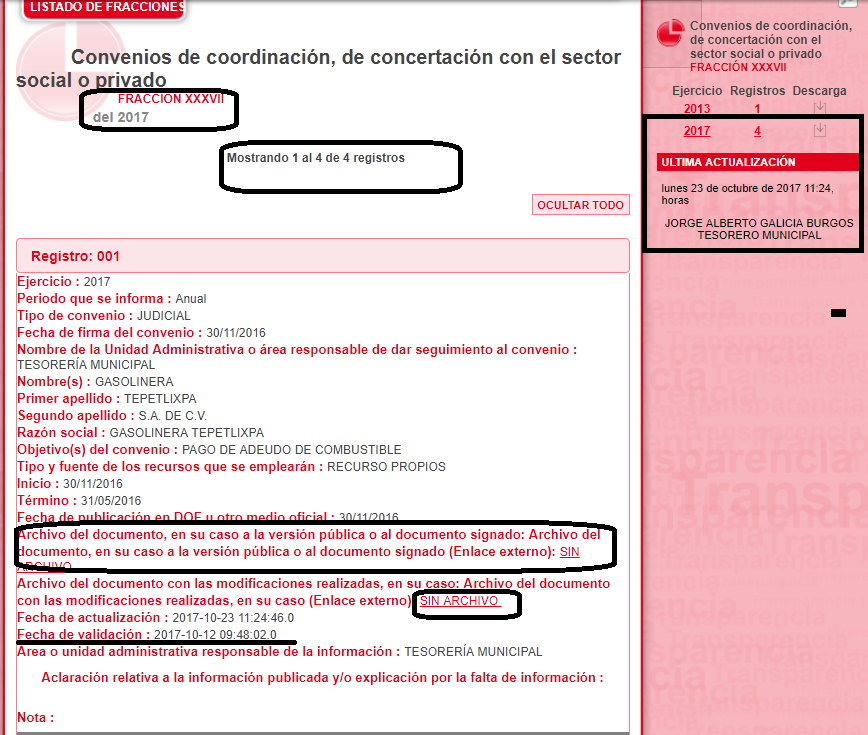 LISTADO DE FRACCIONES
Convenios de coordinación, de concertación con el sector
social o privado
FRACCION XXXVII
del 2017
Mostrando 1 al 4 de 4 registros
OCULTAR TODO
Registro: 001
Ejercicio : 2017
Periodo que se informa : Anual
Tipo de convenio : JUDICIAL
Fecha de firma del convenio : 30/11/2016
Nombre de la Unidad Administrativa o área responsable de dar seguimiento al convenio :
TESORERÍA MUNICIPAL
Nombre(s) : GASOLINERA
Primer apellido : TEPETLIXPA
Segundo apellido : S.A. DE C.V.
Razón social : GASOLINERA TEPETLIXPA
Objetivo(s) del convenio : PAGO DE ADEUDO DE COMBUSTIBLE
Tipo y fuente de los recursos que se emplearán : RECURSO PROPIOS
Inicio : 30/11/2016
Término : 31/05/2016
Fecha de publicación en DOF u otro medio oficial : 30/11/2016
Archivo del documento, en su caso a la versión pública o al documento signado: Archivo del
documento, en su caso a la versión pública o al documento signado (Enlace externo): SIN
ARCHIVO
Archivo del documento con las modificaciones realizadas, en su caso: Archivo del documento
con las modificaciones realizadas, en su caso (Enlace externo) SIN ARCHIVO
Fecha de actualización : 2017-10-23 11:24:46.0
Fecha de validación : 2017-10-12 09:48:02.0
Area o unidad administrativa responsable de la información : TESORERÍA MUNICIPAL
Aclaración relativa a la información publicada y/o explicación por la falta de información :
Nota :
Convenios de coordinación,
de concertación con el
sector social o privado
FRACCIÓN XXXVII
Ejercicio Registros Descarga
2013 1
2017 4
ULTIMA ACTUALIZACIÓN
lunes 23 de octubre de 2017 11:24,
horas
JORGE ALBERTO GALICIA BURGOS
TESORERO MUNICIPAL